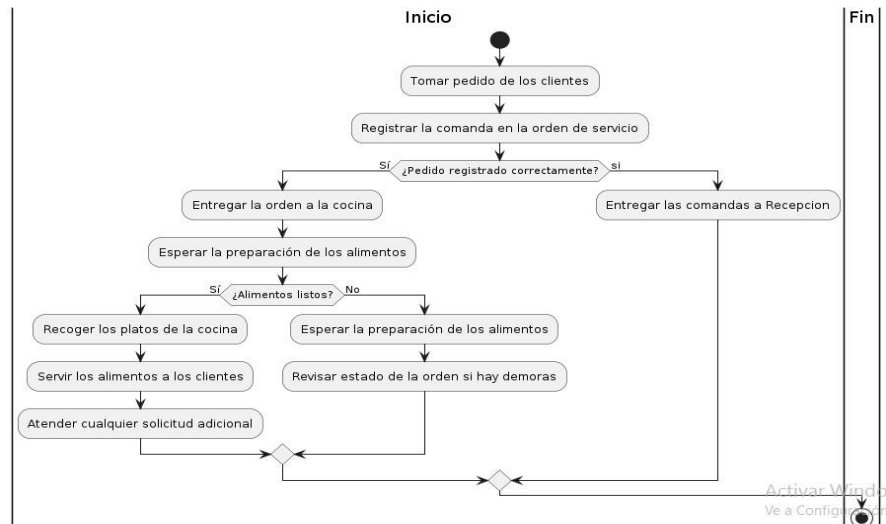 Inicio
Fin
Tomar pedido de los clientes
Registrar la comanda en la orden de servicio
Sí
¿Pedido registrado correctamente?
si
Entregar la orden a la cocina
Entregar las comandas a Recepcion
Esperar la preparación de los alimentos
Sí
¿Alimentos listos?
No
Recoger los platos de la cocina
Esperar la preparación de los alimentos
Servir los alimentos a los clientes
Revisar estado de la orden si hay demoras
Atender cualquier solicitud adicional
Activar Windo
Ve a Configuración